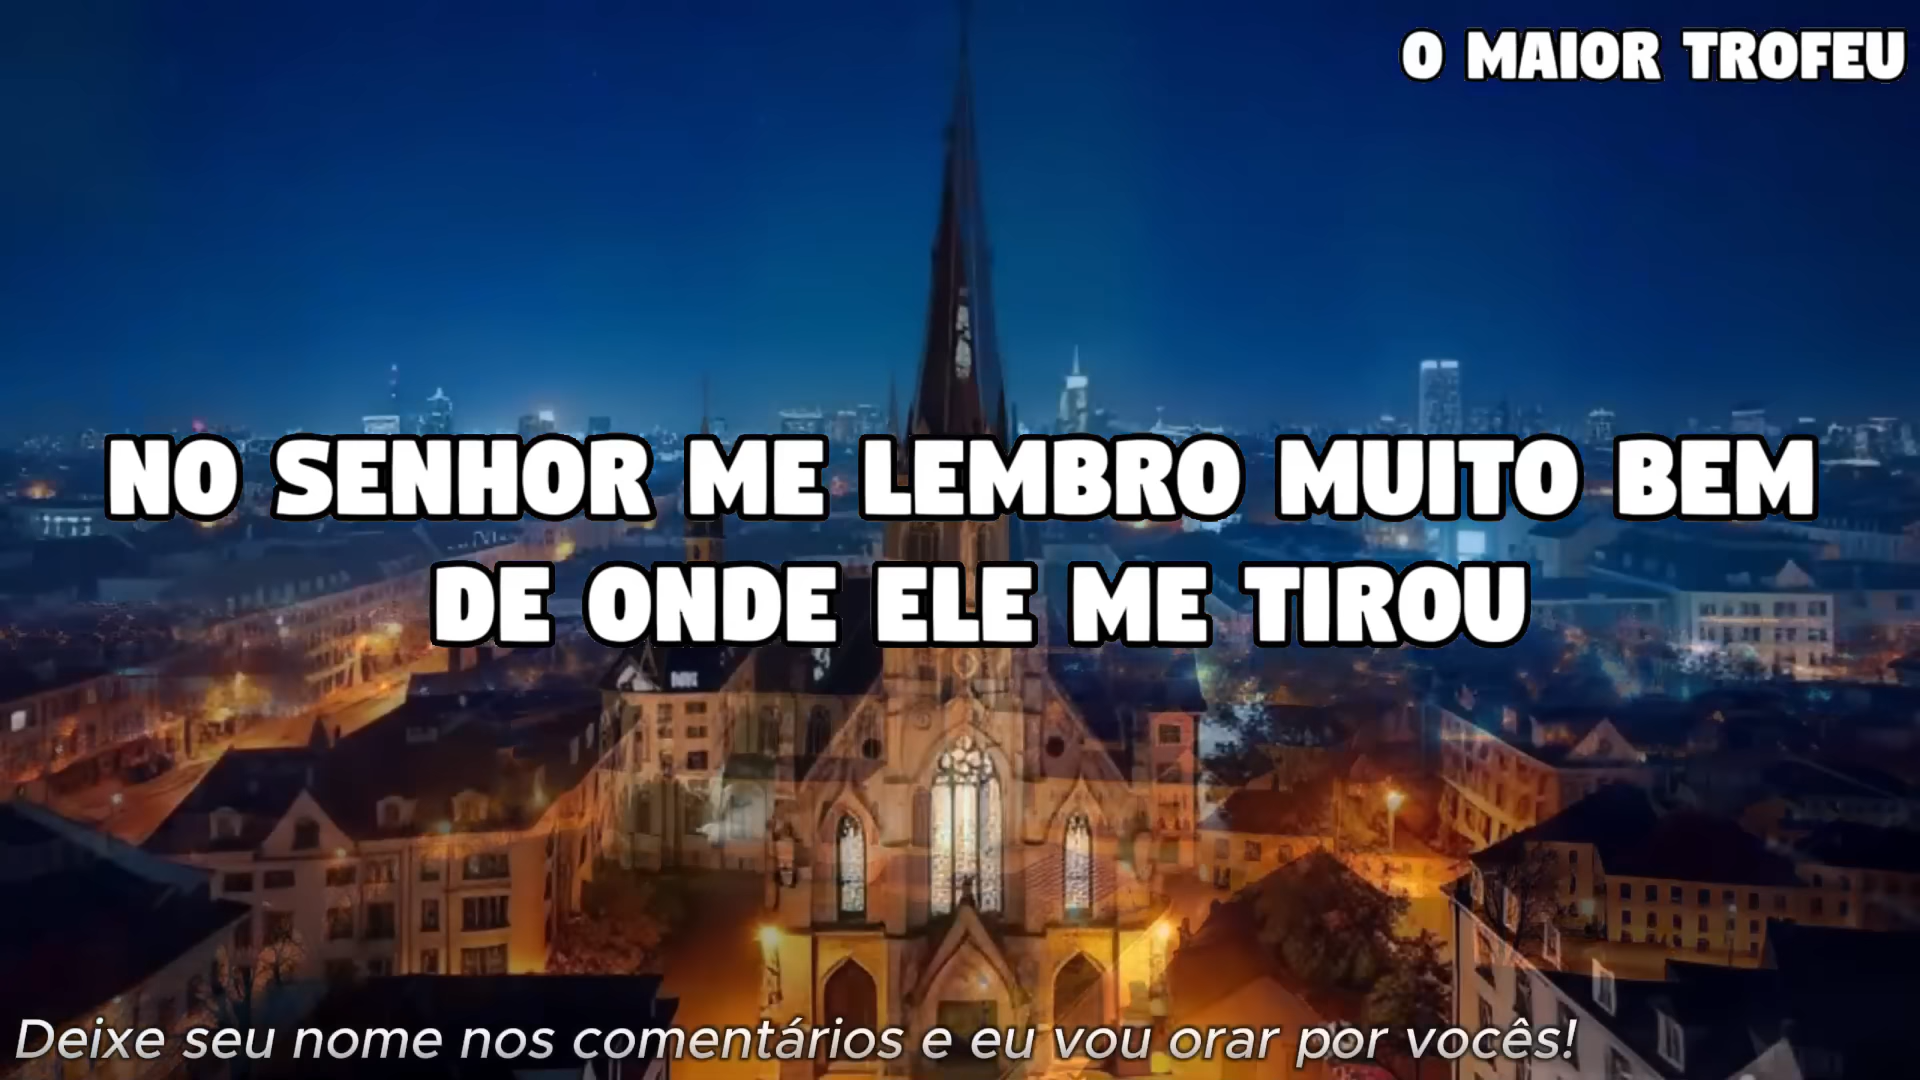 O MAIOR TROFEU
NO SENHOR ME LEMBRO MUITO BEM
DE ONDE ELE ME TIROU
Deixe seu nome nos comentários e eu vou orar por vocês!